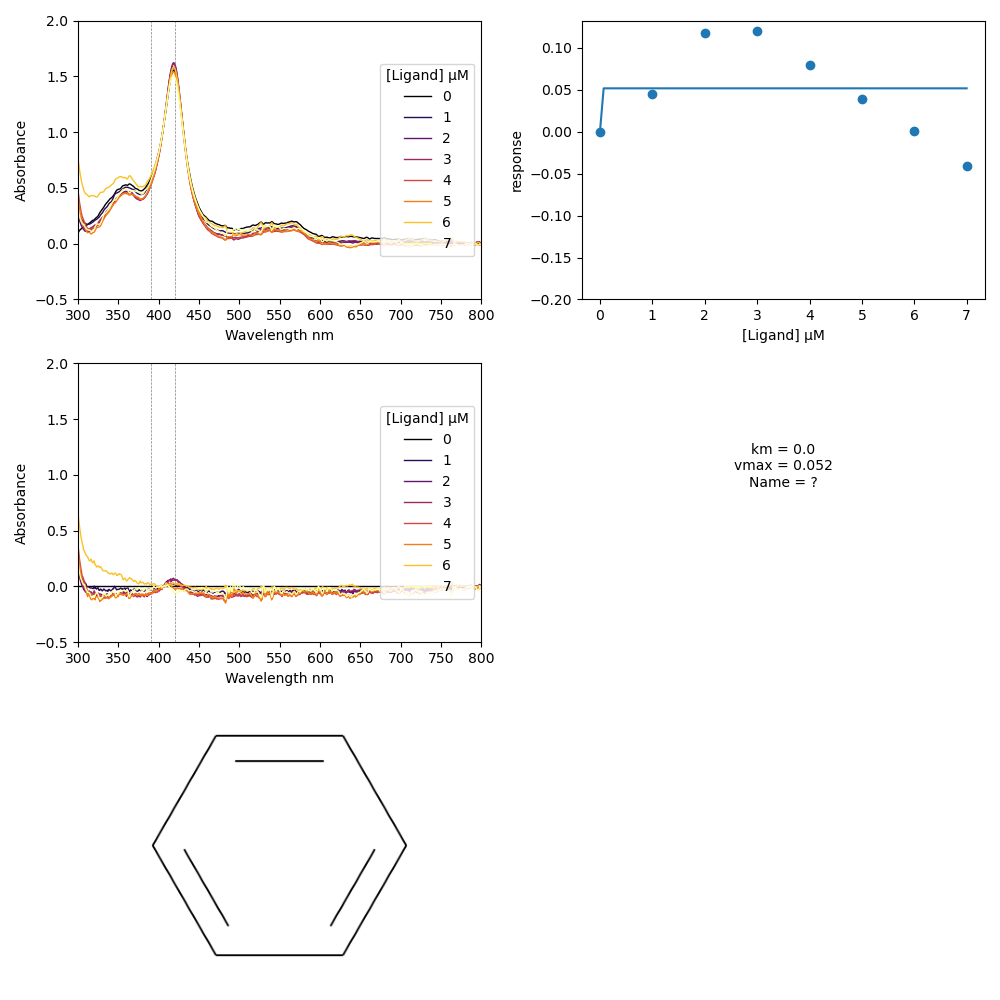 2.0
1.5
1.0
0.5
0.0
−0.5
300 350 400 450 500 550 600 650 700 750 800
Absorbance
Wavelength nm
[Ligand] μM
0
1
2
3
4
5
6
7
0.10
0.05
0.00
−0.05
−0.10
−0.15
−0.20
0 1 2 3 4 5 6 7
response
[Ligand] μM
2.0
1.5
1.0
0.5
0.0
−0.5
300 350 400 450 500 550 600 650 700 750 800
Absorbance
Wavelength nm
[Ligand] μM
0
1
2
3
4
5
6
7
km = 0.0
vmax = 0.052
Name = ?